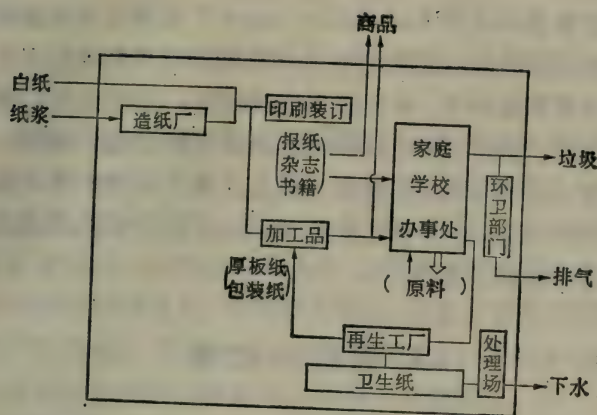 商品
白纸
纸浆
造纸厂
印刷装订
报纸
杂志
书籍
家庭
学校
办事处
垃圾
环卫部门
排气
加工品
厚板纸
包装纸
(原料)
再生工厂
卫生纸
处理场
下水